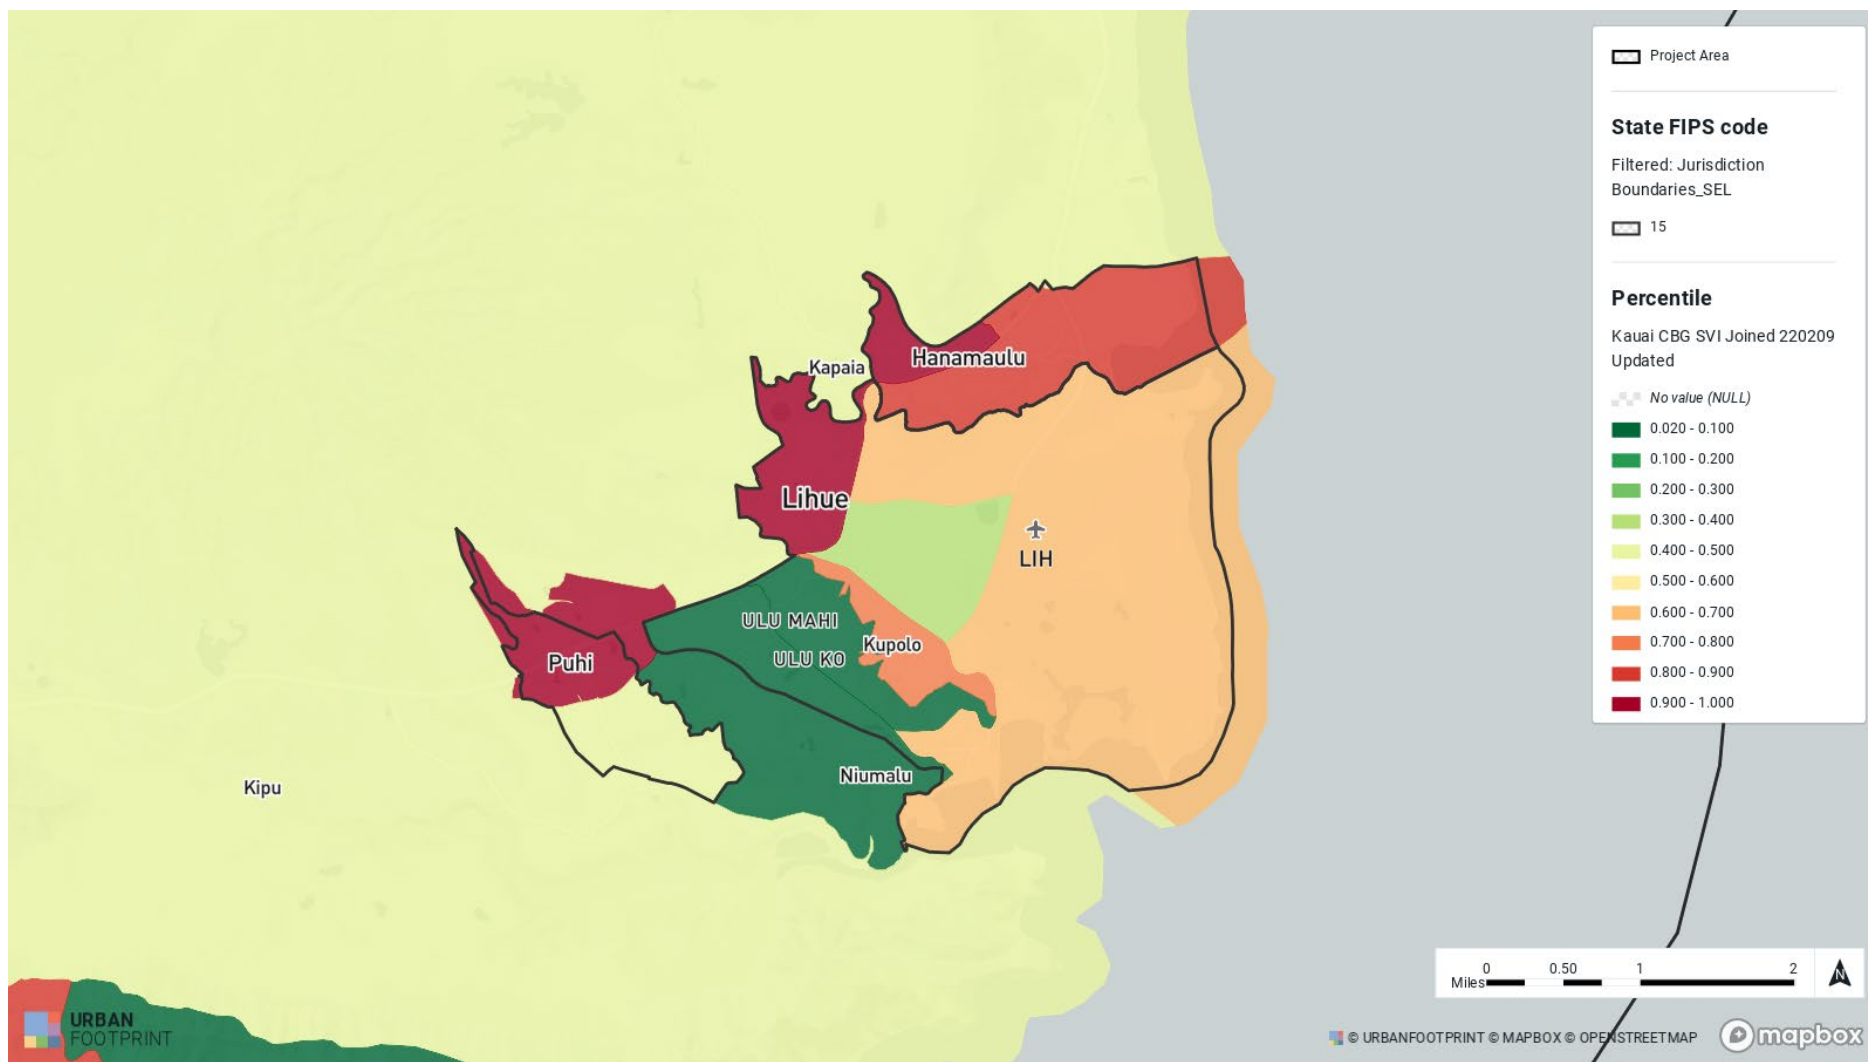 Project Area
State FIPS code
Filtered: Jurisdiction
Boundaries_SEL
15
Percentile
Kauai CBG SVI Joined 220209
Updated
No value (NULL)
0.020 - 0.100
0.100 - 0.200
0.200 - 0.300
0.300 - 0.400
0.400 - 0.500
0.500 - 0.600
0.600 - 0.700
0.700 - 0.800
0.800 - 0.900
0.900 - 1.000
Kapaia
Hanamaulu
Lihue
LIH
ULU MAHI
Kupolo
ULU KO
Puhi
Niumalu
Kipu
0 0.50 1 2
Miles
N
URBAN
FOOTPRINT
© URBANFOOTPRINT © MAPBOX © OPENSTREETMAP
mapbox